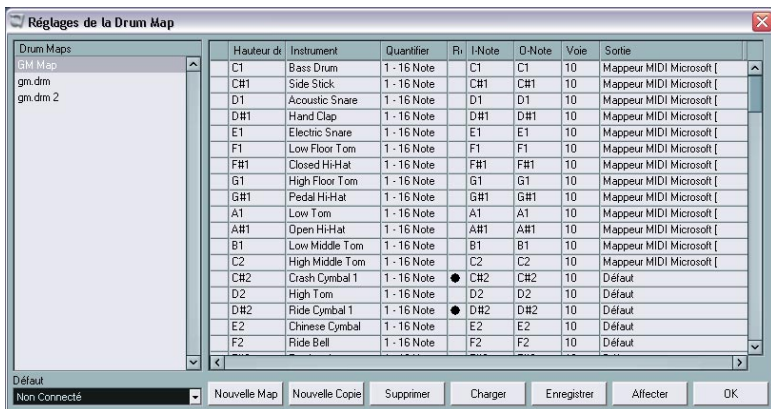 Réglages de la Drum Map
Drum Maps
GM Map
gm.drm
gm.drm 2
Hauteur de Instrument Quantifier I-Note O-Note Voie Sortie
C1 Bass Drum 1 - 16 Note C1 C1 10 Mappeur MIDI Microsoft [
C#1 Side Stick 1 - 16 Note C#1 C#1 10 Mappeur MIDI Microsoft [
D1 Acoustic Snare 1 - 16 Note D1 D1 10 Mappeur MIDI Microsoft [
D#1 Hand Clap 1 - 16 Note D#1 D#1 10 Mappeur MIDI Microsoft [
E1 Electric Snare 1 - 16 Note E1 E1 10 Mappeur MIDI Microsoft [
F1 Low Floor Tom 1 - 16 Note F1 F1 10 Mappeur MIDI Microsoft [
F#1 Closed Hi-Hat 1 - 16 Note F#1 F#1 10 Mappeur MIDI Microsoft [
G1 High Floor Tom 1 - 16 Note G1 G1 10 Mappeur MIDI Microsoft [
G#1 Pedal Hi-Hat 1 - 16 Note G#1 G#1 10 Mappeur MIDI Microsoft [
A1 Low Tom 1 - 16 Note A1 A1 10 Mappeur MIDI Microsoft [
A#1 Open Hi-Hat 1 - 16 Note A#1 A#1 10 Mappeur MIDI Microsoft [
B1 Low Middle Tom 1 - 16 Note B1 B1 10 Mappeur MIDI Microsoft [
C2 High Middle Tom 1 - 16 Note C2 C2 10 Mappeur MIDI Microsoft [
C#2 Crash Cymbal 1 1 - 16 Note C#2 C#2 10 Défaut
D2 High Tom 1 - 16 Note D2 D2 10 Défaut
D#2 Ride Cymbal 1 1 - 16 Note D#2 D#2 10 Défaut
E2 Chinese Cymbal 1 - 16 Note E2 E2 10 Défaut
F2 Ride Bell 1 - 16 Note F2 F2 10 Défaut
Défaut
Non Connecté
Nouvelle Map Nouvelle Copie Supprimer Charger Enregistrer Affecter OK